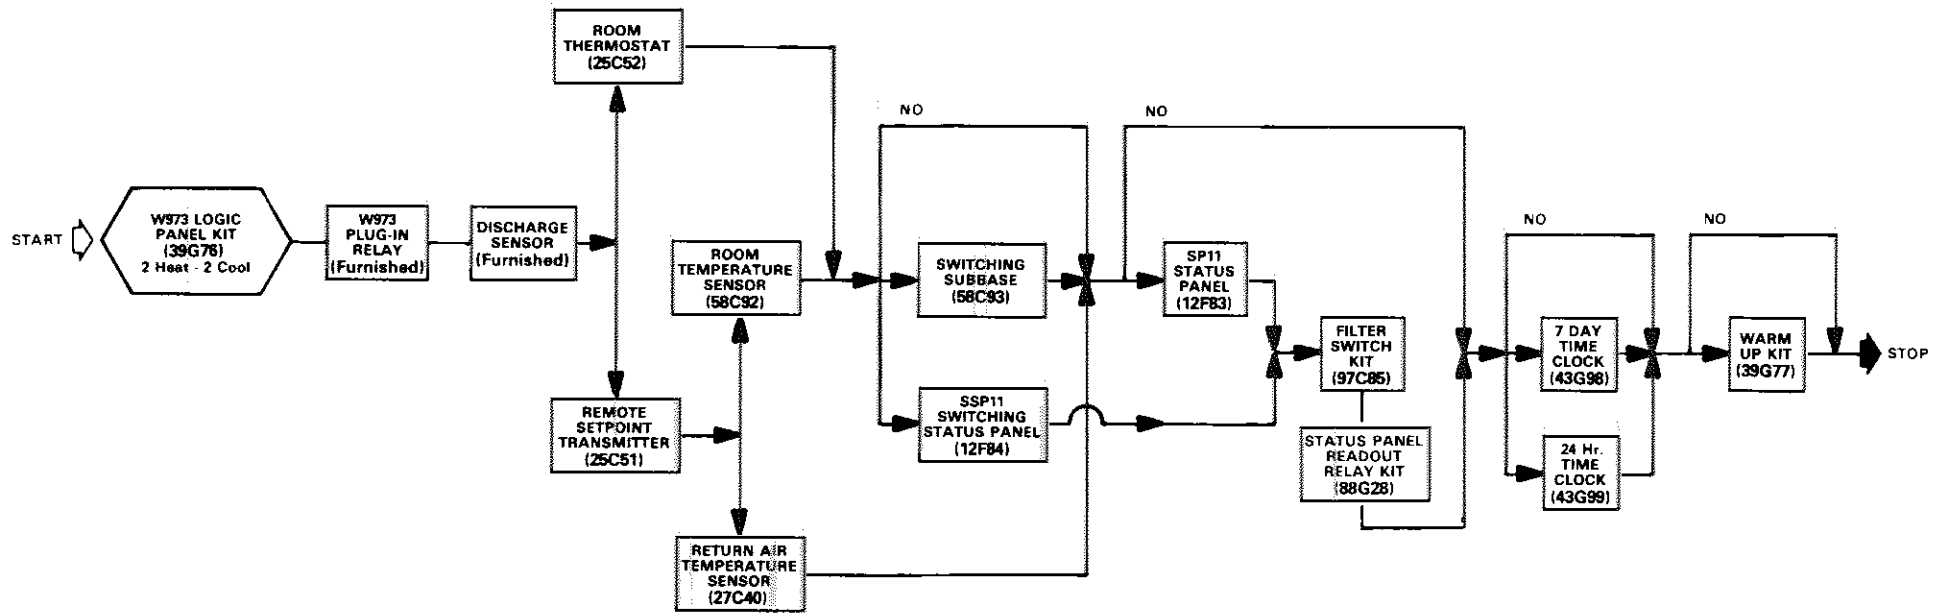 START
W973 LOGIC
PANEL KIT
(39G76)
2 Heat - 2 Cool
W973
PLUG-IN
RELAY
(Furnished)
DISCHARGE
SENSOR
(Furnished)
ROOM
THERMOSTAT
(25C52)
REMOTE
SETPOINT
TRANSMITTER
(25C51)
ROOM
TEMPERATURE
SENSOR
(58C92)
RETURN AIR
TEMPERATURE
SENSOR
(27C40)
NO
SWITCHING
SUBBASE
(58C93)
SSP11
SWITCHING
STATUS PANEL
(12F84)
NO
SP11
STATUS
PANEL
(12F83)
FILTER
SWITCH
KIT
(97C85)
STATUS PANEL
READOUT
RELAY KIT
(88G28)
NO
7 DAY
TIME
CLOCK
(43G98)
24 Hr.
TIME
CLOCK
(43G99)
NO
WARM
UP KIT
(39G77)
STOP